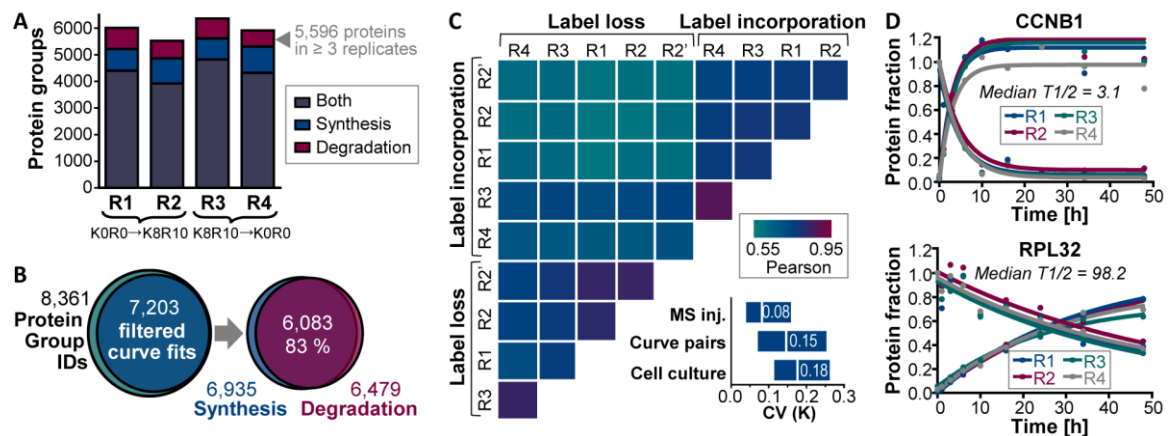 A
Protein groups
6000
5000
4000
3000
2000
1000
0
5,596 proteins
in ≥ 3 replicates
Both
Synthesis
Degradation
R1 R2 R3 R4
K0R0→K8R10 K8R10→K0R0
B
8,361
Protein
Group
IDs
7,203
filtered
curve fits
6,083
83 %
6,935
Synthesis
6,479
Degradation
C
Label loss Label incorporation
R4 R3 R1 R2 R2' R4 R3 R1 R2
Label incorporation
R2'
R2
R1
R3
R4
Label loss
R2'
R2
R1
R3
0.55 0.95
Pearson
MS inj. 0.08
Curve pairs 0.15
Cell culture 0.18
0.0 0.1 0.2 0.3
CV (K)
D
CCNB1
Protein fraction
1.2
1.0
0.8
0.6
0.4
0.2
0.0
Median T1/2 = 3.1
R1 R3
R2 R4
0 10 20 30 40 50
Time [h]
RPL32
Protein fraction
1.2
1.0
0.8
0.6
0.4
0.2
0.0
Median T1/2 = 98.2
R1 R3
R2 R4
0 10 20 30 40 50
Time [h]